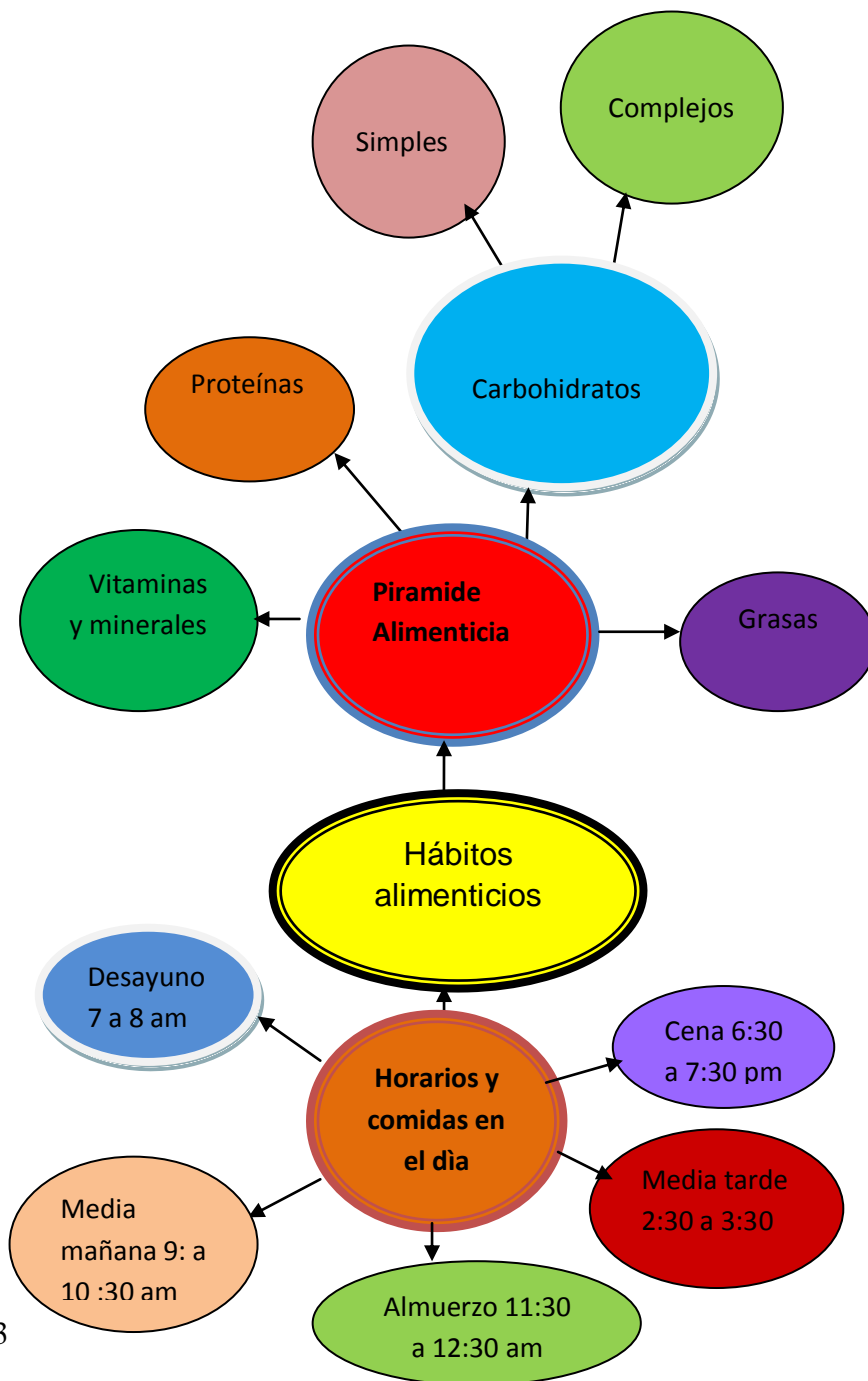 Complejos
Simples
Carbohidratos
Proteínas
Vitaminas
y minerales
Piramide
Alimenticia
Grasas
Hábitos
alimenticios
Desayuno
7 a 8 am
Cena 6:30
a 7:30 pm
Horarios y
comidas en
el dìa
Media tarde
2:30 a 3:30
Media
mañana 9: a
10 :30 am
Almuerzo 11:30
a 12:30 am